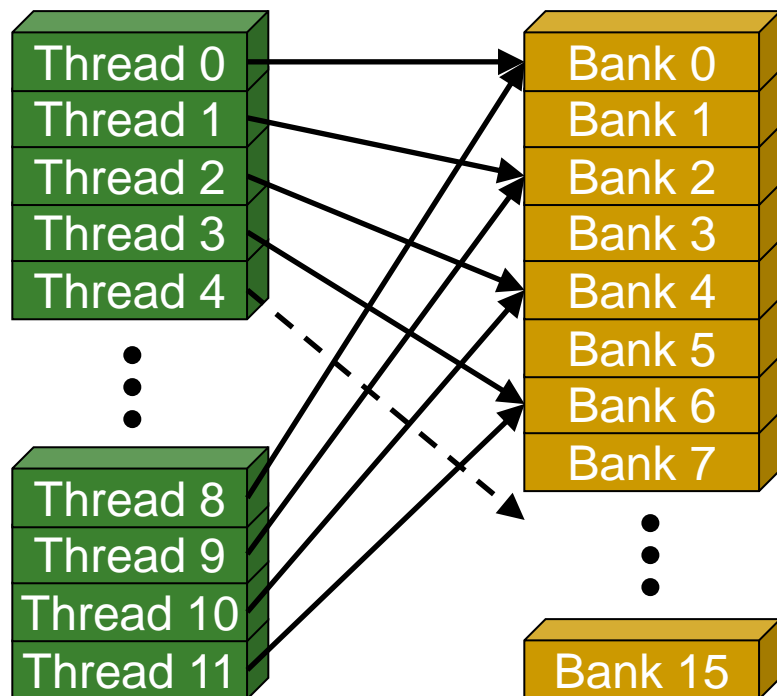 Thread 0
Thread 1
Thread 2
Thread 3
Thread 4
Thread 8
Thread 9
Thread 10
Thread 11
Bank 0
Bank 1
Bank 2
Bank 3
Bank 4
Bank 5
Bank 6
Bank 7
Bank 15